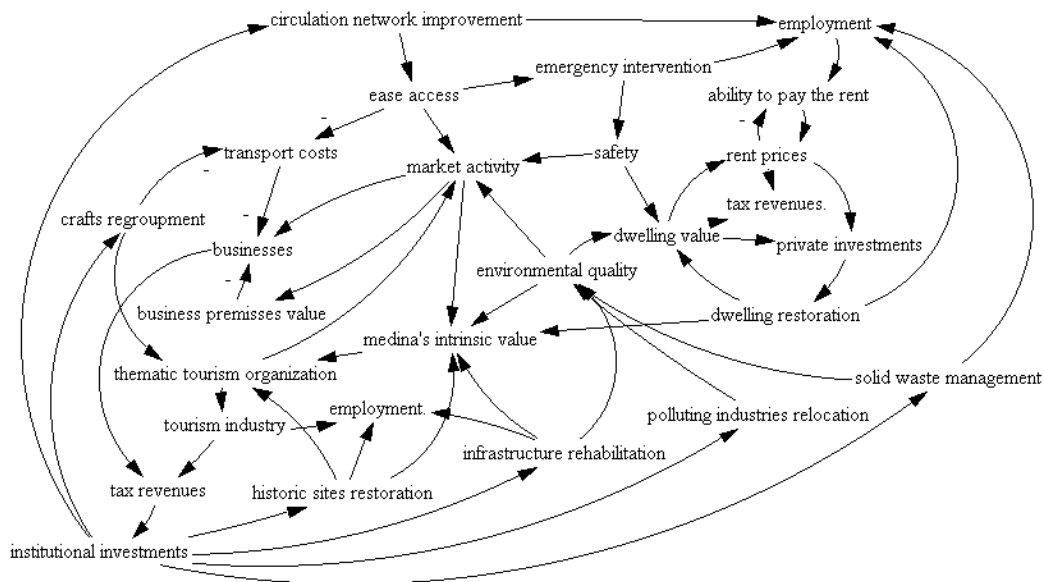 circulation network improvement
employment
emergency intervention
ease access
ability to pay the rent
-
-
transport costs
safety
rent prices
market activity
-
-
tax revenues.
crafts regroupment
-
businesses
dwelling value
private investments
environmental quality
-
business premisses value
dwelling restoration
medina's intrinsic value
thematic tourism organization
solid waste management
employment.
polluting industries relocation
tourism industry
infrastructure rehabilitation
tax revenues
historic sites restoration
institutional investments